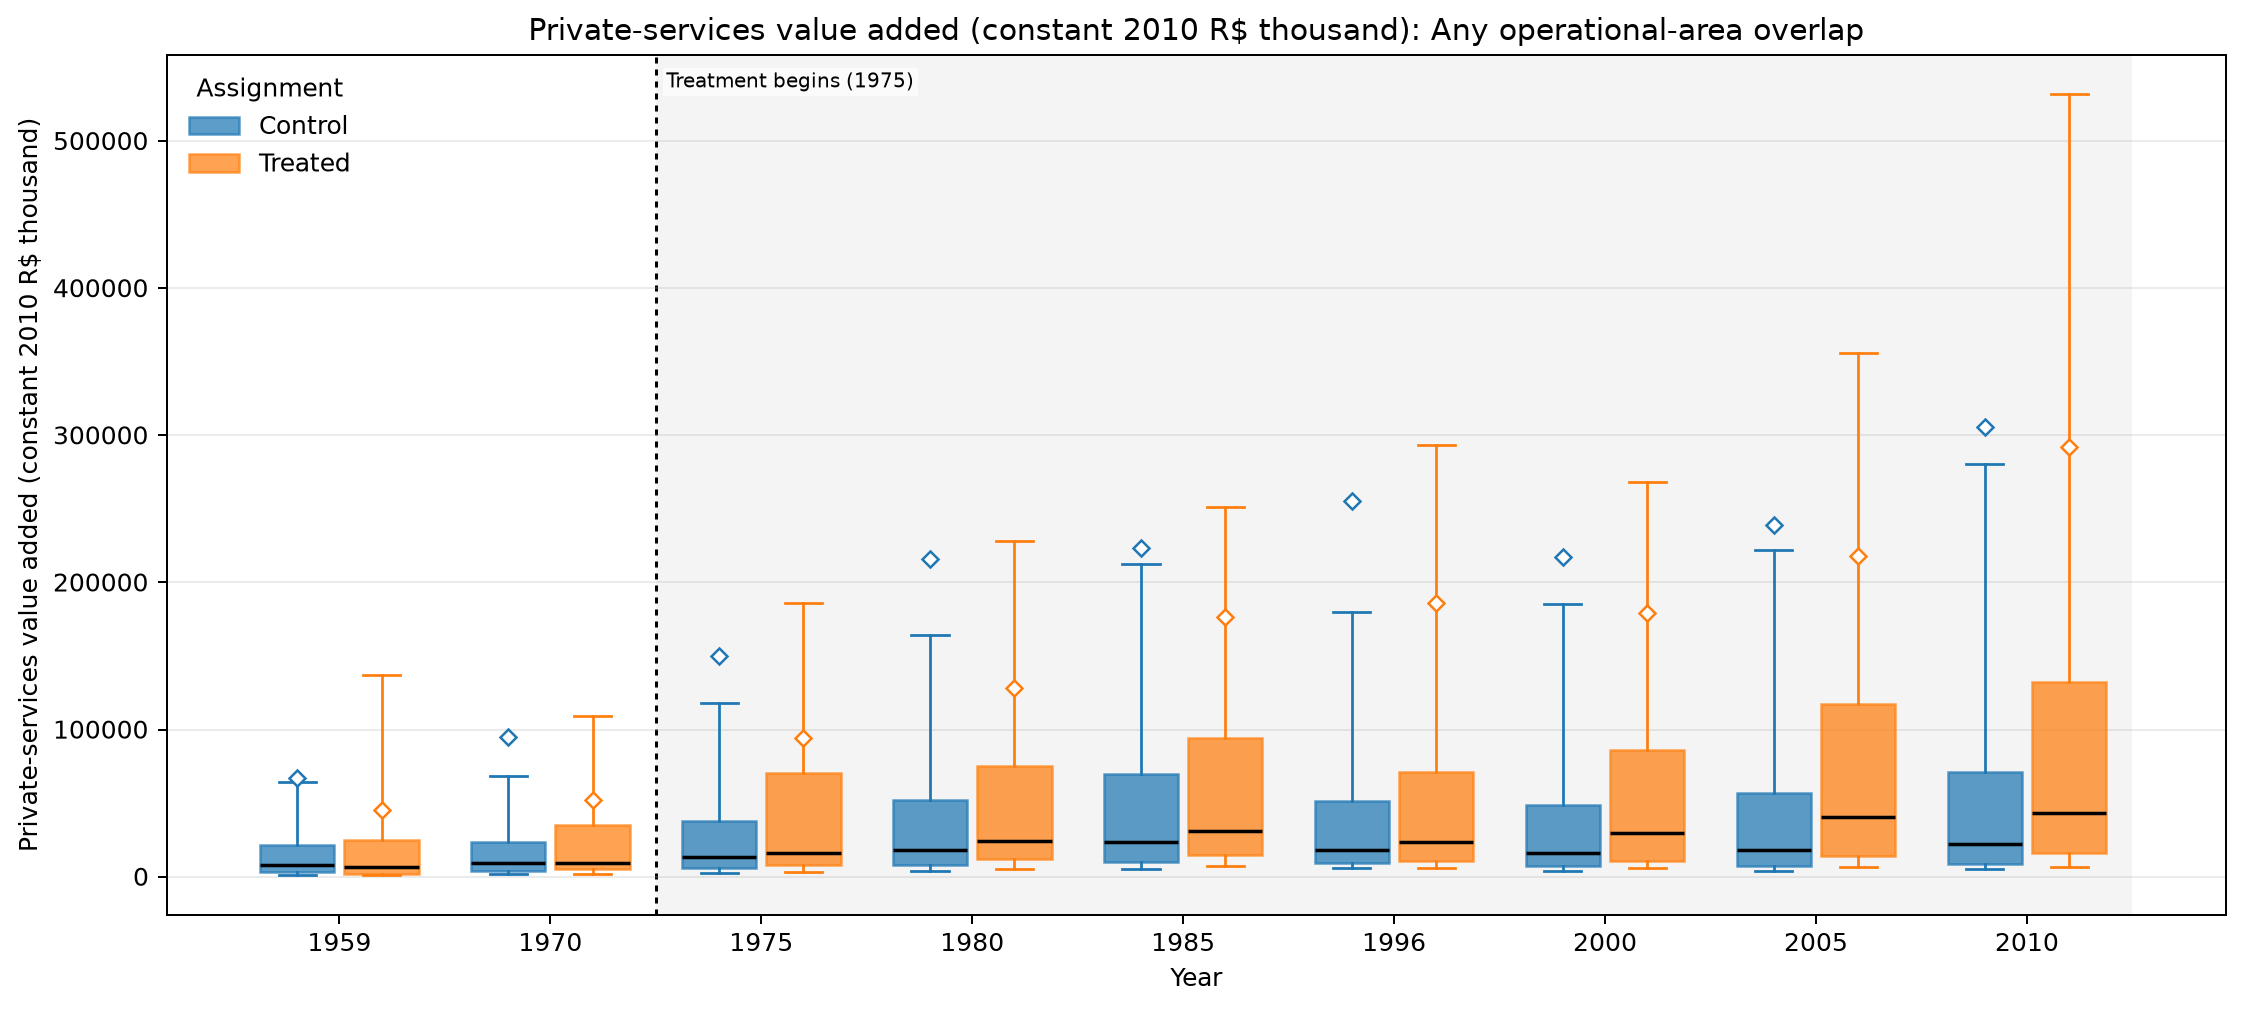 Private-services value added (constant 2010 R$ thousand): Any operational-area overlap
Private-services value added (constant 2010 R$ thousand)
Assignment
Control
Treated
Treatment begins (1975)
500000
400000
300000
200000
100000
0
1959 1970 1975 1980 1985 1996 2000 2005 2010
Year